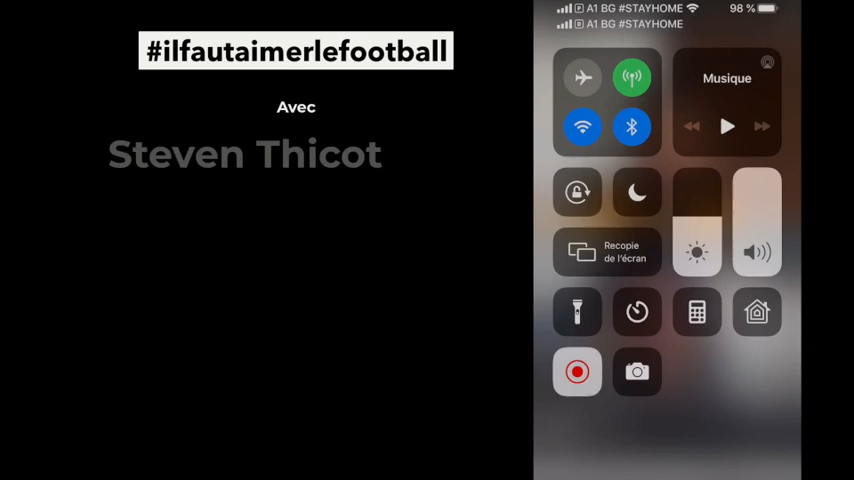 #ilfautaimerlefootball
Avec
Steven Thicot
P A1 BG #STAYHOME 98 %
B A1 BG #STAYHOME
Musique
Recopie
de l'écran